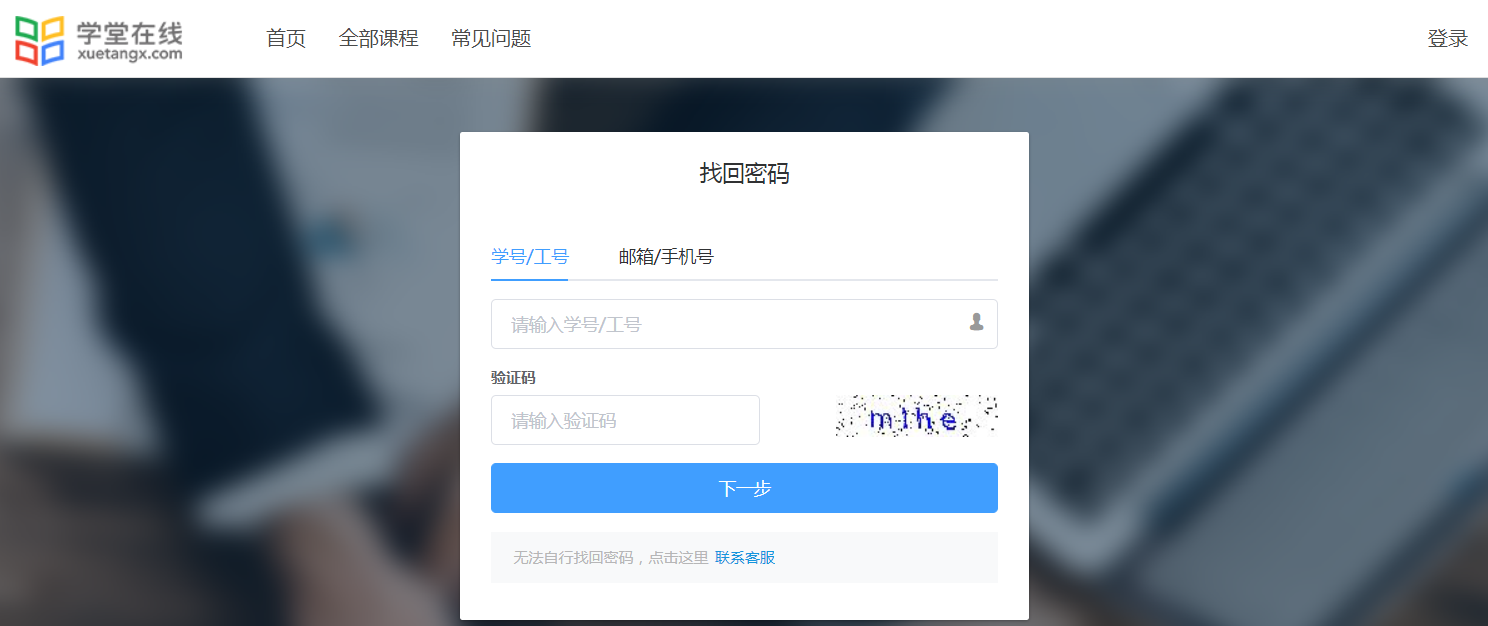 学堂在线
xuetangx.com
首页
全部课程
常见问题
登录
找回密码
学号/工号
邮箱/手机号
请输入学号/工号
验证码
请输入验证码
下一步
无法自行找回密码，点击这里 联系客服